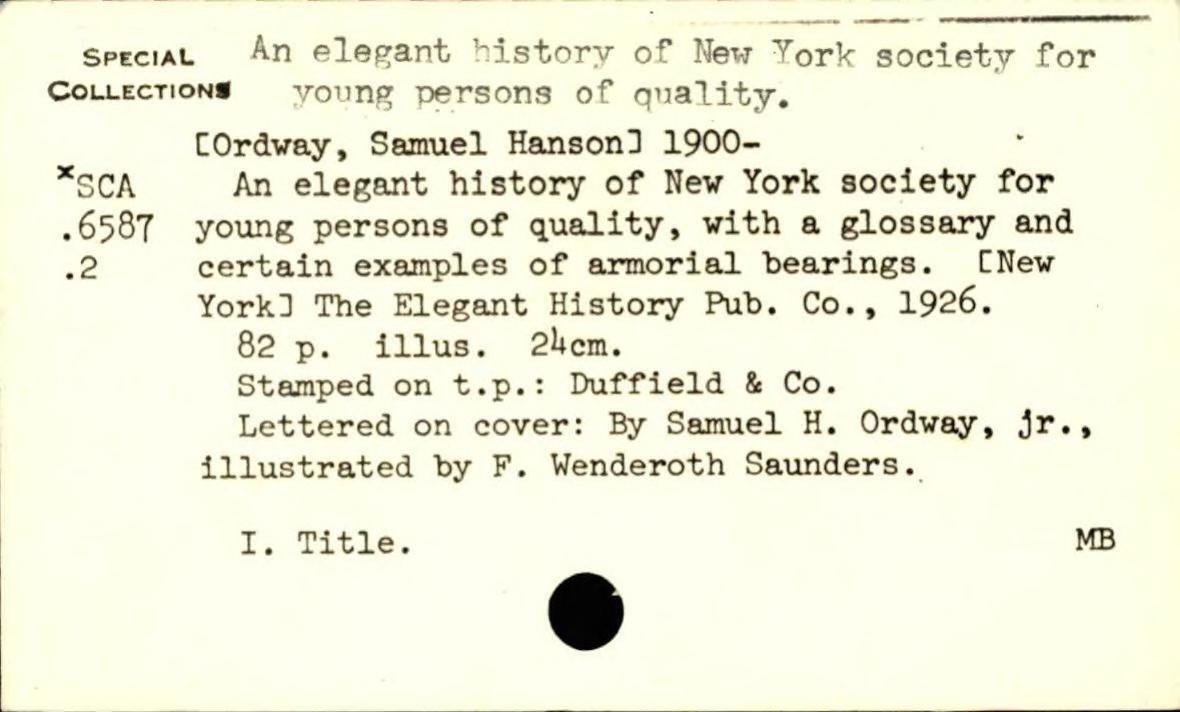 SPECIAL An elegant history of New York society for
COLLECTIONS young persons of quality.
[Ordway, Samuel Hanson] 1900-
xSCA An elegant history of New York society for
.6587 young persons of quality, with a glossary and
.2 certain examples of armorial bearings. [New
York] The Elegant History Pub. Co., 1926.
82 p. illus. 24cm.
Stamped on t.p.: Duffield & Co.
Lettered on cover: By Samuel H. Ordway, jr.,
illustrated by F. Wenderoth Saunders.
I. Title. MB